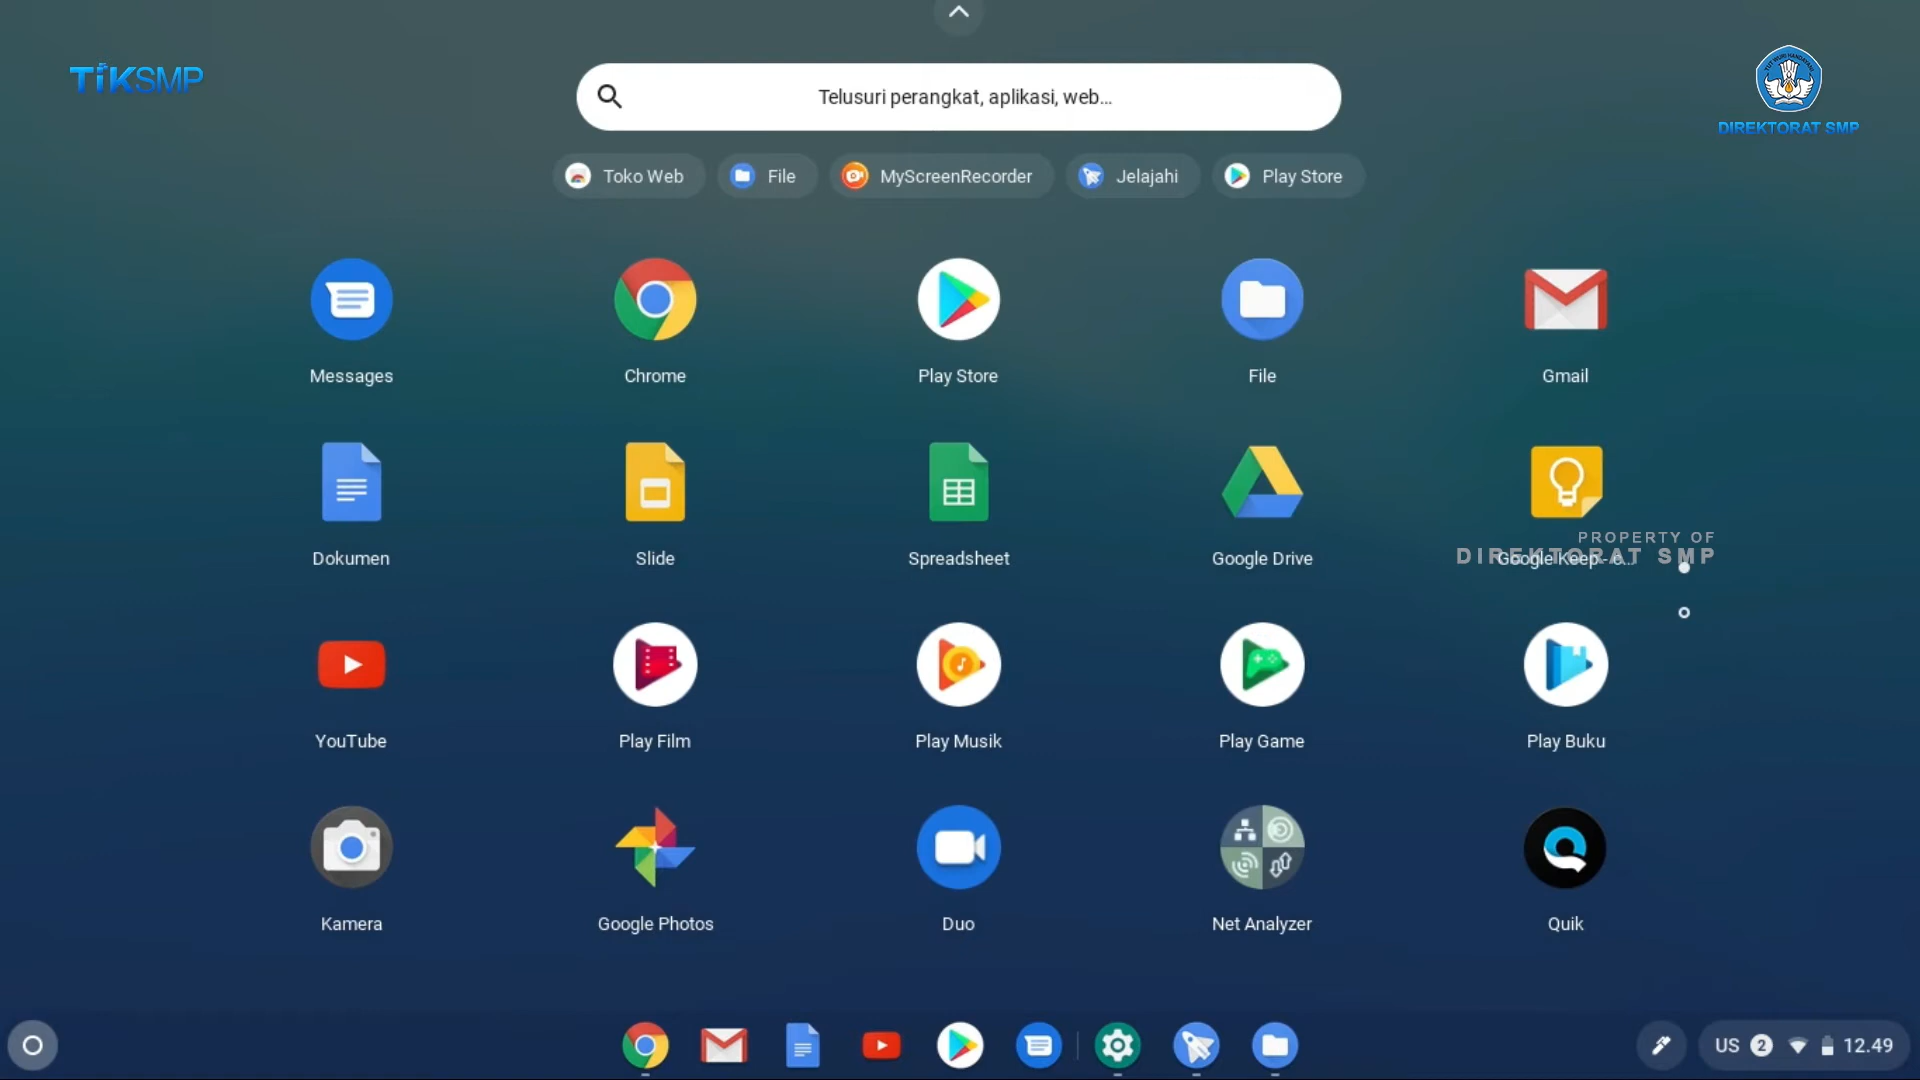 TiKSMP
Telusuri perangkat, aplikasi, web...
DIREKTORAT SMP
Toko Web
File
MyScreenRecorder
Jelajahi
Play Store
Messages
Chrome
Play Store
File
Gmail
Dokumen
Slide
Spreadsheet
Google Drive
Google Keep - c...
PROPERTY OF
DIREKTORAT SMP
YouTube
Play Film
Play Musik
Play Game
Play Buku
Kamera
Google Photos
Duo
Net Analyzer
Quik
US 2 12.49